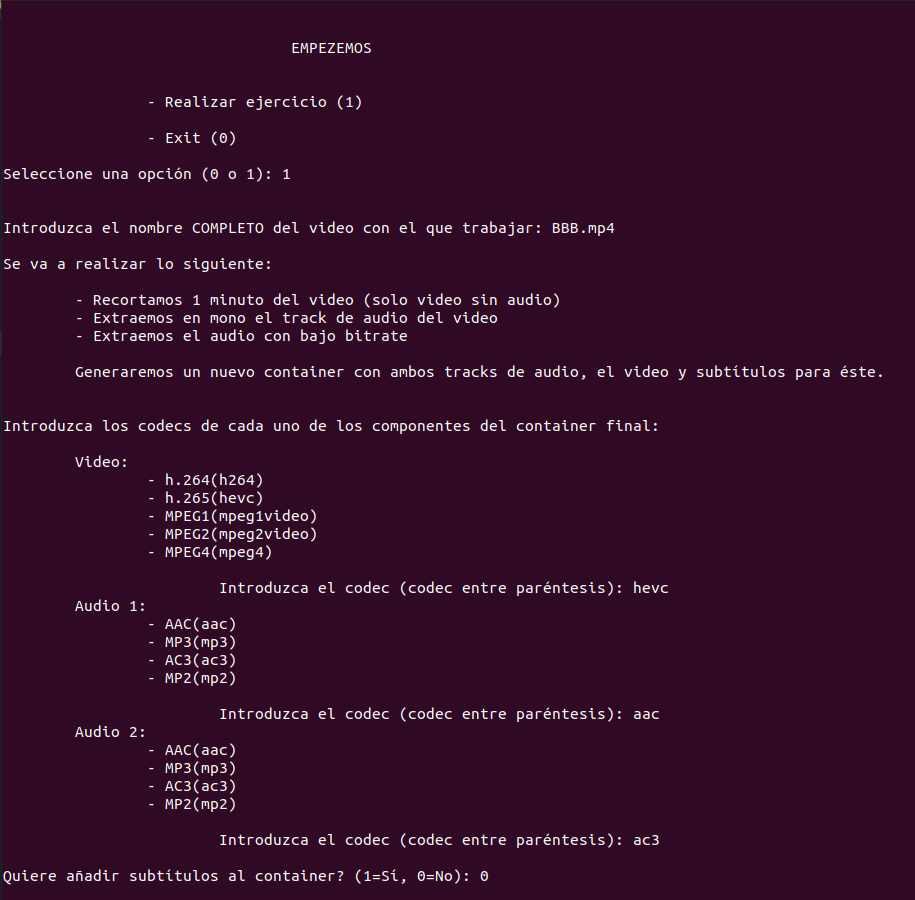 EMPEZEMOS
- Realizar ejercicio (1)
- Exit (0)
Seleccione una opción (0 o 1): 1
Introduzca el nombre COMPLETO del video con el que trabajar: BBB.mp4
Se va a realizar lo siguiente:
- Recortamos 1 minuto del video (solo video sin audio)
- Extraemos en mono el track de audio del video
- Extraemos el audio con bajo bitrate
Generaremos un nuevo container con ambos tracks de audio, el video y subtítulos para éste.
Introduzca los codecs de cada uno de los componentes del container final:
Video:
- h.264(h264)
- h.265(hevc)
- MPEG1(mpeg1video)
- MPEG2(mpeg2video)
- MPEG4(mpeg4)
Introduzca el codec (codec entre paréntesis): hevc
Audio 1:
- AAC(aac)
- MP3(mp3)
- AC3(ac3)
- MP2(mp2)
Introduzca el codec (codec entre paréntesis): aac
Audio 2:
- AAC(aac)
- MP3(mp3)
- AC3(ac3)
- MP2(mp2)
Introduzca el codec (codec entre paréntesis): ac3
Quiere añadir subtítulos al container? (1=Sí, 0=No): 0